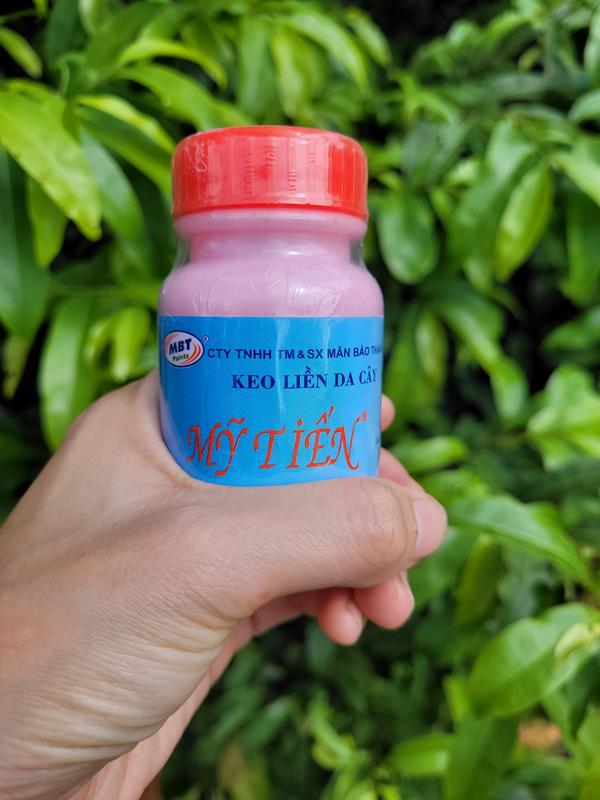 MBT
Paints
CTY TNHH TM & SX MÃN BẢO
KEO LIỀN DA CÂY
MỸ TIẾN®